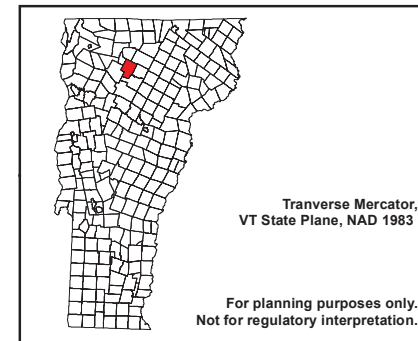 Tranverse Mercator,
VT State Plane, NAD 1983
For planning purposes only.
Not for regulatory interpretation.